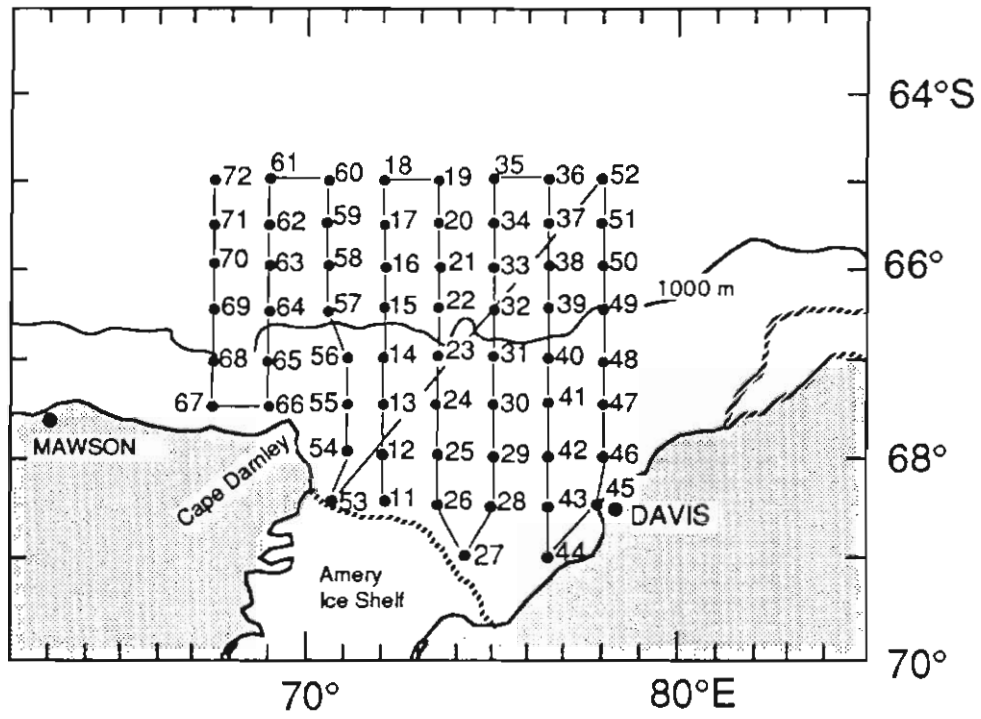 64°S
61 35
72 60 18 19 36 52
71 62 59 17 20 34 37 51
70 63 58 16 21 33 38 50
66°
69 64 57 15 22 32 39 49 1000 m
68 65 56 14 23 31 40 48
67 66 55 13 24 30 41 47
MAWSON
Cape Darnley
54 12 25 29 42 46
68°
53 11 26 28 43 45
DAVIS
27 44
Amery
Ice Shelf
70°
70° 80°E